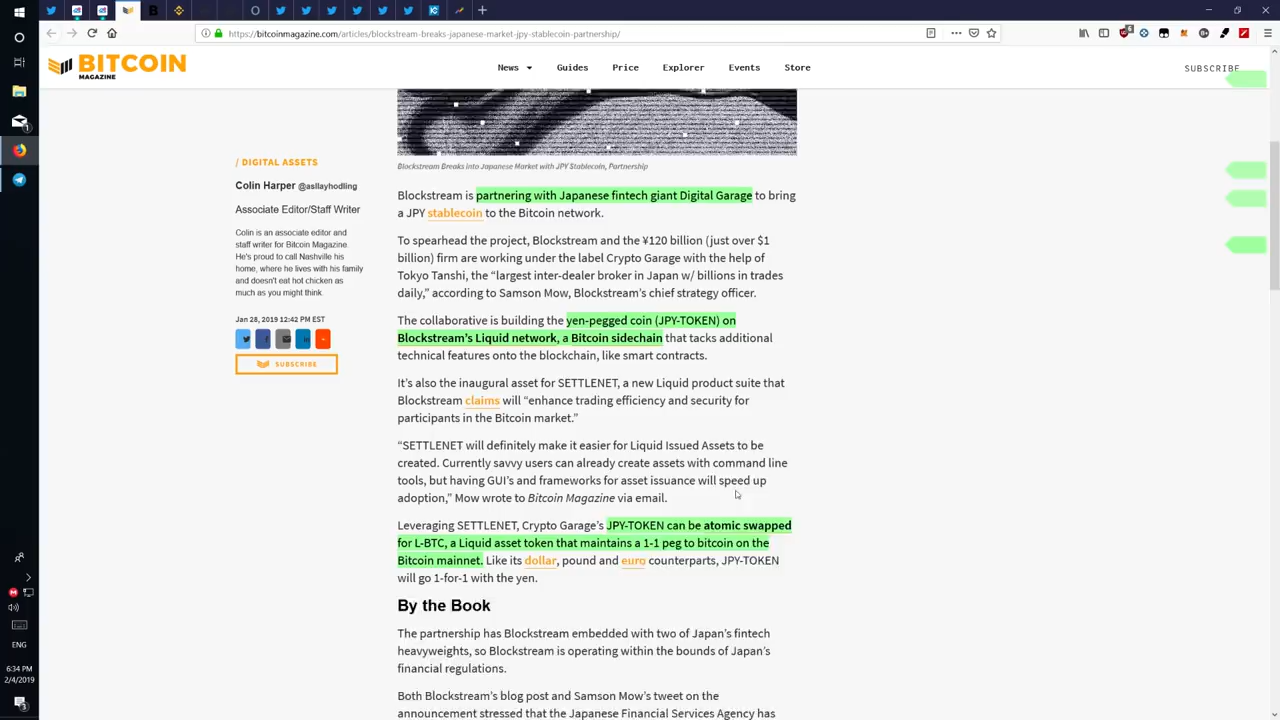 https://bitcoinmagazine.com/articles/blockstream-breaks-japanese-market-jpy-stablecoin-partnership/
BITCOIN
MAGAZINE
News
Guides
Price
Explorer
Events
Store
SUBSCRIBE
Blockstream Breaks into Japanese Market with JPY Stablecoin, Partnership
/ DIGITAL ASSETS
Colin Harper @asllayhodling
Associate Editor/Staff Writer
Colin is an associate editor and
staff writer for Bitcoin Magazine.
He's proud to call Nashville his
home, where he lives with his family
and doesn't eat hot chicken as
much as you might think.
Jan 28, 2019 12:42 PM EST
SUBSCRIBE
Blockstream is partnering with Japanese fintech giant Digital Garage to bring
a JPY stablecoin to the Bitcoin network.
To spearhead the project, Blockstream and the ¥120 billion (just over $1
billion) firm are working under the label Crypto Garage with the help of
Tokyo Tanshi, the “largest inter-dealer broker in Japan w/ billions in trades
daily,” according to Samson Mow, Blockstream’s chief strategy officer.
The collaborative is building the yen-pegged coin (JPY-TOKEN) on
Blockstream’s Liquid network, a Bitcoin sidechain that tacks additional
technical features onto the blockchain, like smart contracts.
It’s also the inaugural asset for SETTLENET, a new Liquid product suite that
Blockstream claims will “enhance trading efficiency and security for
participants in the Bitcoin market.”
“SETTLENET will definitely make it easier for Liquid Issued Assets to be
created. Currently savvy users can already create assets with command line
tools, but having GUI’s and frameworks for asset issuance will speed up
adoption,” Mow wrote to Bitcoin Magazine via email.
Leveraging SETTLENET, Crypto Garage’s JPY-TOKEN can be atomic swapped
for L-BTC, a Liquid asset token that maintains a 1-1 peg to bitcoin on the
Bitcoin mainnet. Like its dollar, pound and euro counterparts, JPY-TOKEN
will go 1-for-1 with the yen.
By the Book
The partnership has Blockstream embedded with two of Japan’s fintech
heavyweights, so Blockstream is operating within the bounds of Japan’s
financial regulations.
Both Blockstream’s blog post and Samson Mow’s tweet on the
announcement stressed that the Japanese Financial Services Agency has
ENG
6:34 PM
2/4/2019